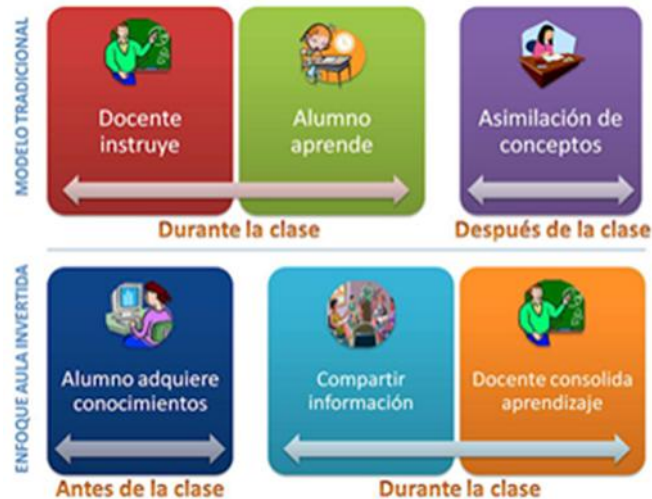 MODELO TRADICIONAL
Docente
instruye
Alumno
aprende
Asimilación de
conceptos
Durante la clase
Después de la clase
ENFOQUE AULA INVERTIDA
Alumno adquiere
conocimientos
Compartir
información
Docente consolida
aprendizaje
Antes de la clase
Durante la clase